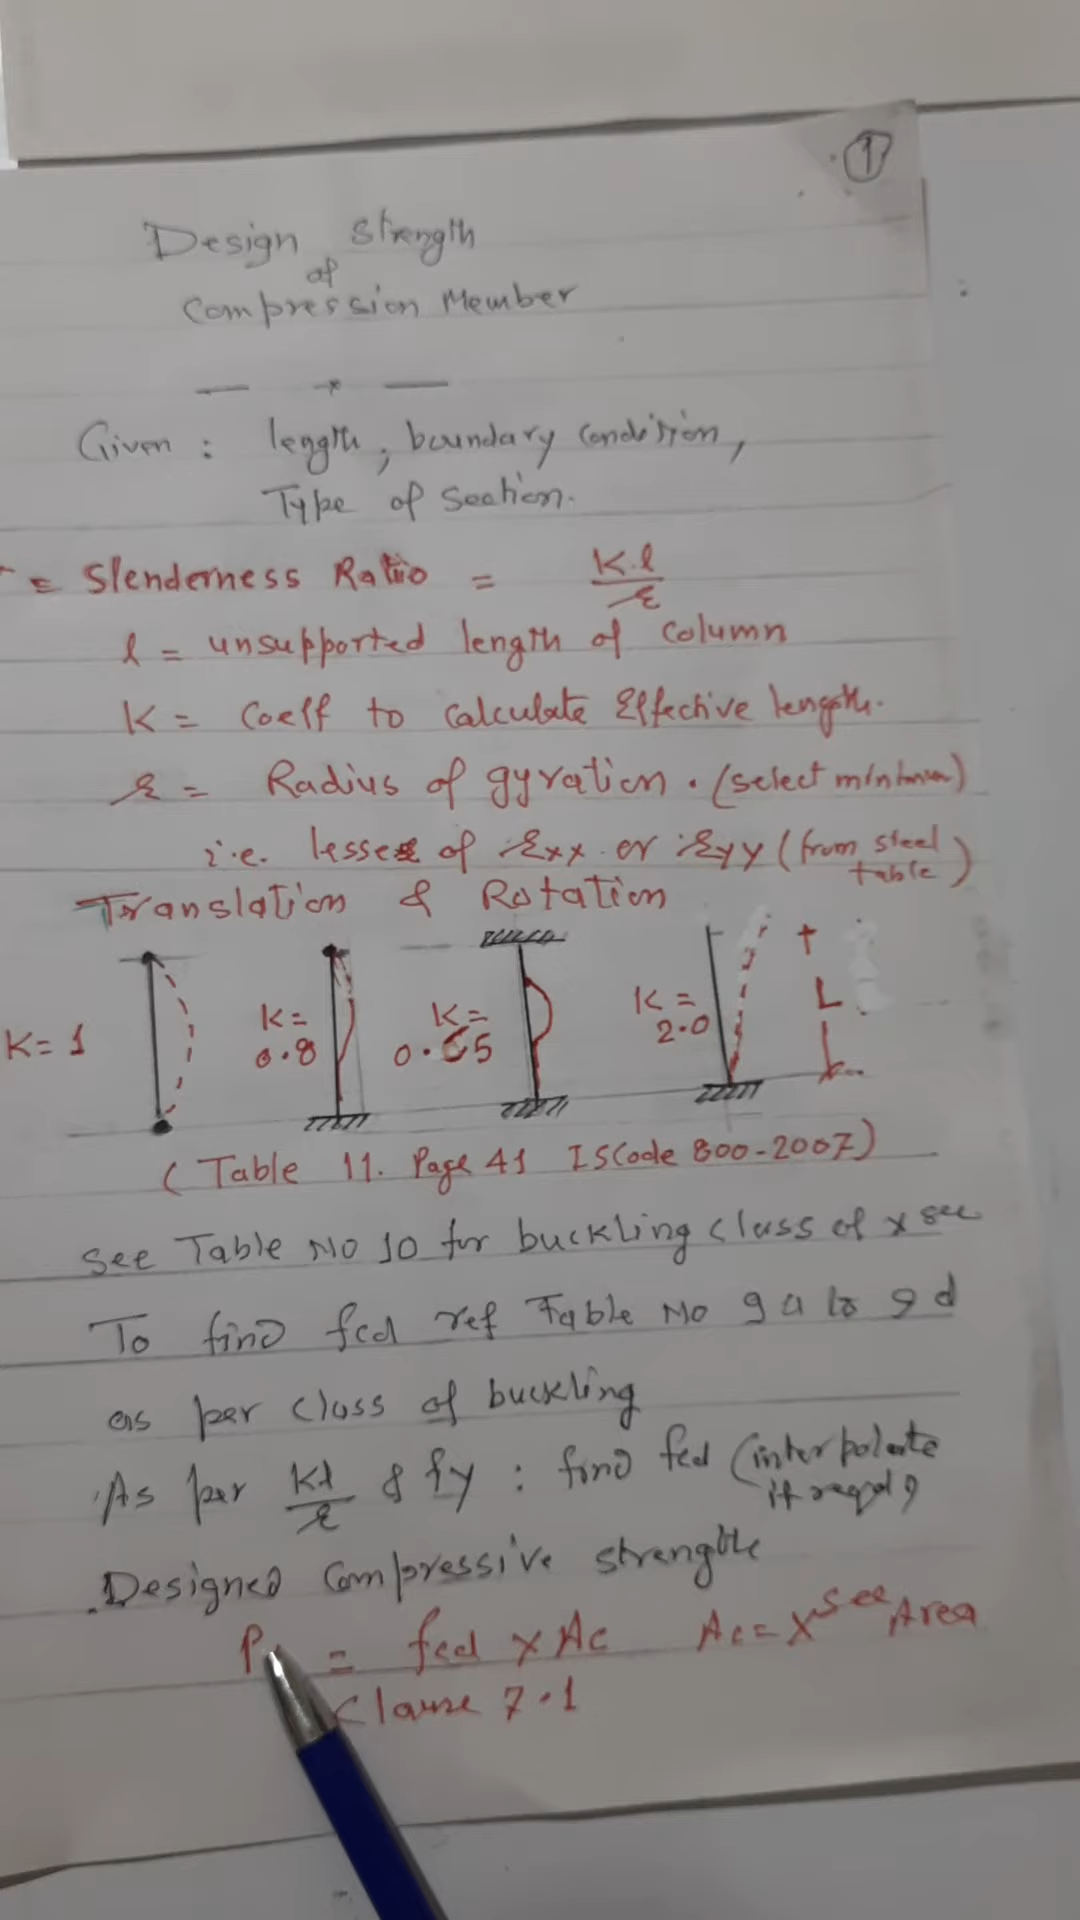 1
Design strength
of
Compression Member
Given : length, boundary condition,
Type of section.
= Slenderness Ratio = K.l / r
l = unsupported length of column
K = Coeff to calculate Effective length.
r = Radius of gyration. (select minimum)
i.e. lesser of rxx or ryy (from steel table)
Translation & Rotation
K=1
K= 0.8
K= 0.65
K= 2.0
(Table 11. Page 41 IS Code 800-2007)
See Table No 10 for buckling class of x sec
To find fcd ref Table No 9a to 9d
as per class of buckling
As per Kl/r & fy : find fcd (interpolate if reqd)
Designed Compressive strength
P = fcd x Ac Ac = x sec Area
Clause 7.1